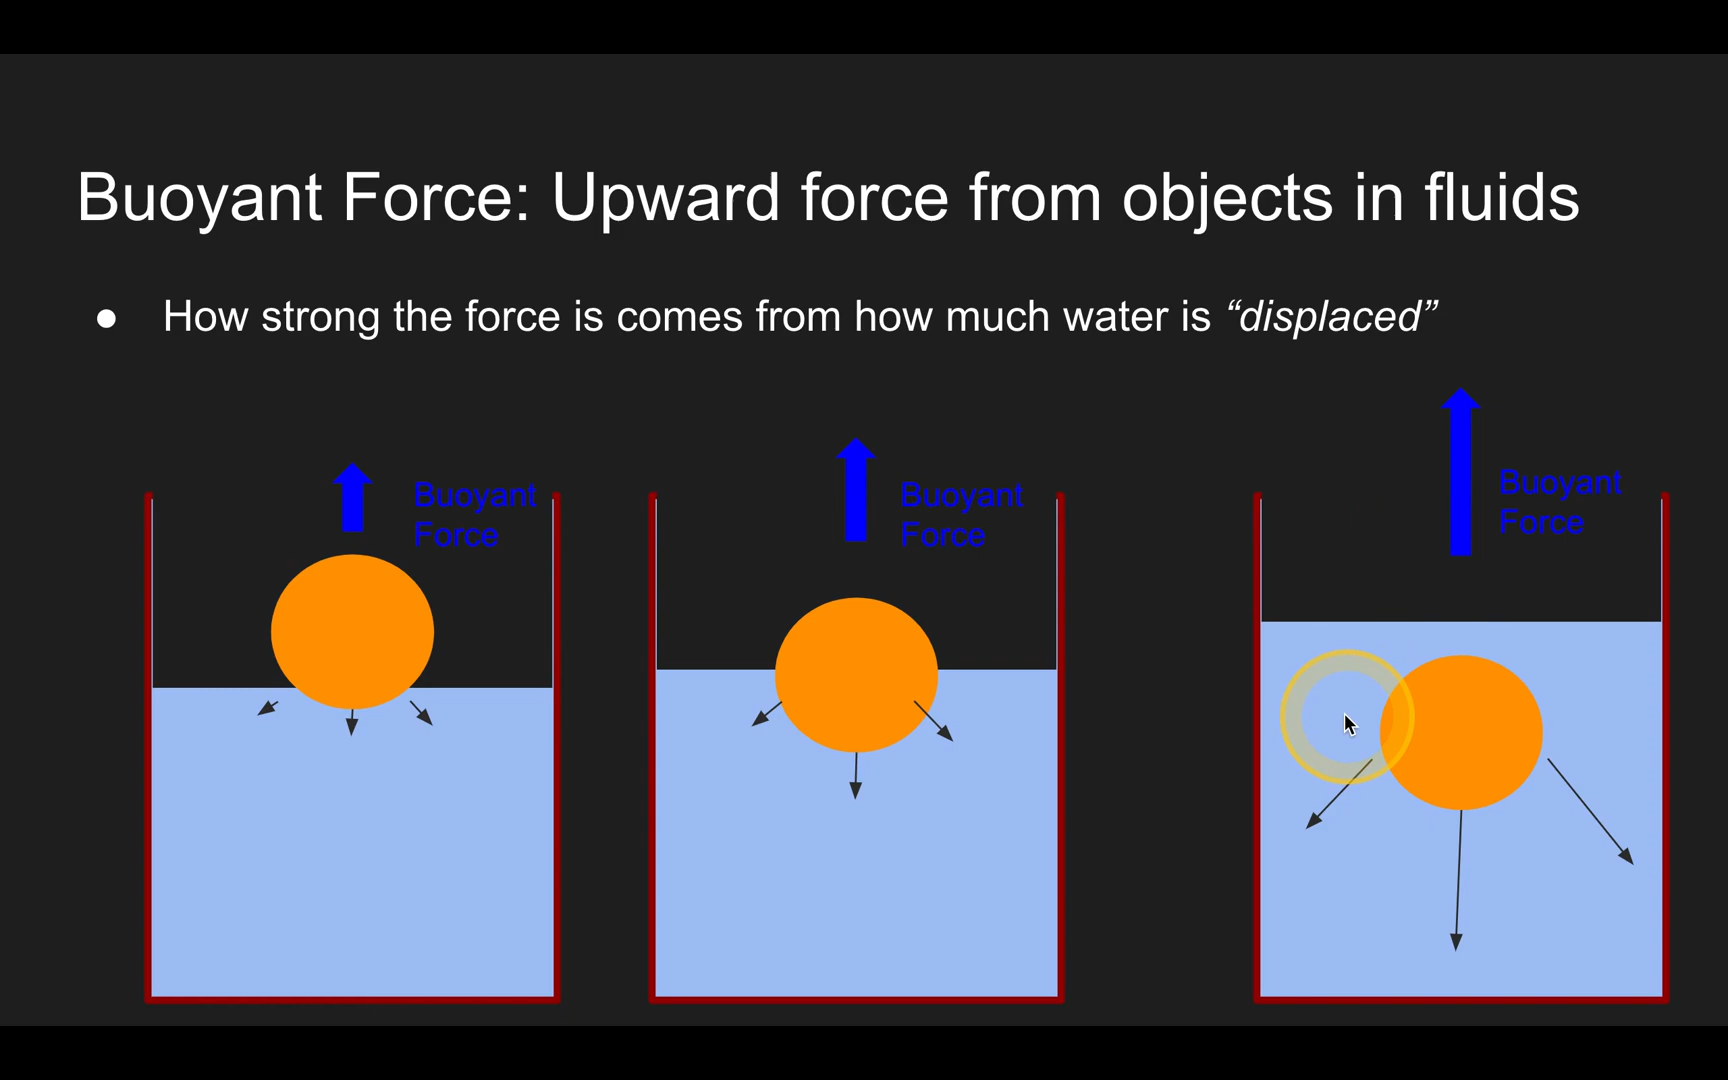 Buoyant Force: Upward force from objects in fluids
● How strong the force is comes from how much water is “displaced”
Buoyant
Force
Buoyant
Force
Buoyant
Force